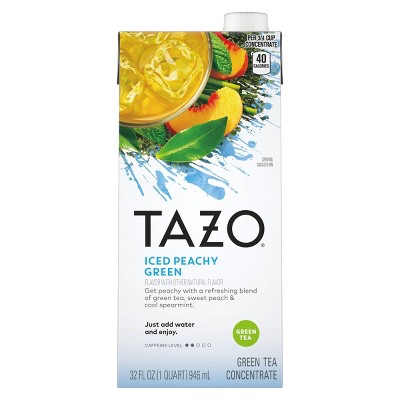 PER 3/4 CUP
CONCENTRATE
40
CALORIES
SERVING
SUGGESTION
TAZO®
ICED PEACHY
GREEN
FLAVOR WITH OTHER NATURAL FLAVOR
Get peachy with a refreshing blend
of green tea, sweet peach &
cool spearmint.
Just add water
and enjoy.
GREEN
TEA
CAFFEINE LEVEL
32 FL OZ (1 QUART) 946 mL
GREEN TEA
CONCENTRATE